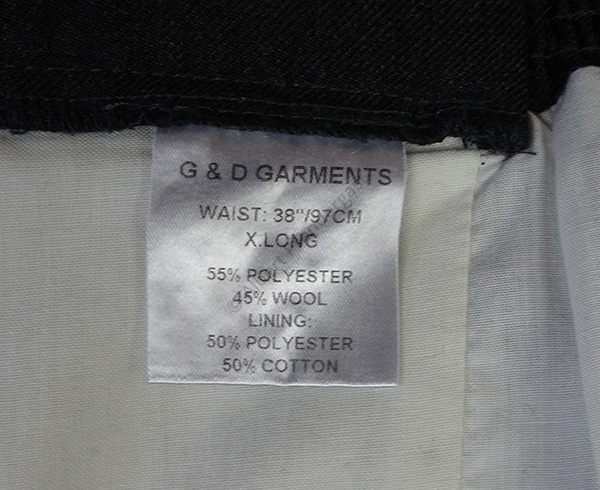 G & D GARMENTS
WAIST: 38"/97CM
X.LONG
55% POLYESTER
45% WOOL
LINING:
50% POLYESTER
50% COTTON